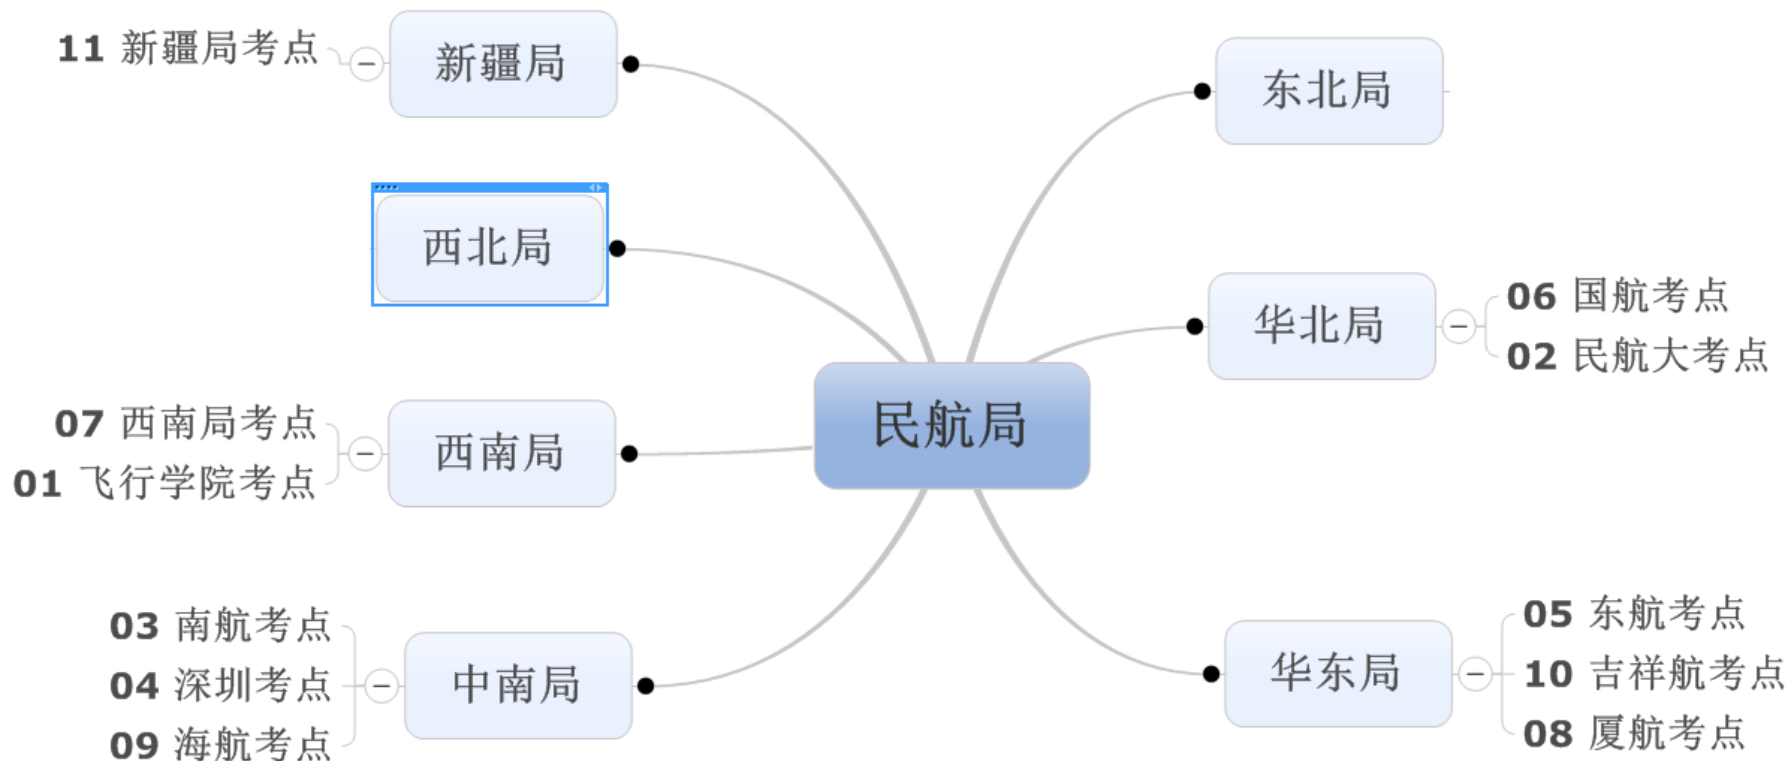 民航局
新疆局
11 新疆局考点
西北局
西南局
07 西南局考点
01 飞行学院考点
中南局
03 南航考点
04 深圳考点
09 海航考点
东北局
华北局
06 国航考点
02 民航大考点
华东局
05 东航考点
10 吉祥航考点
08 厦航考点